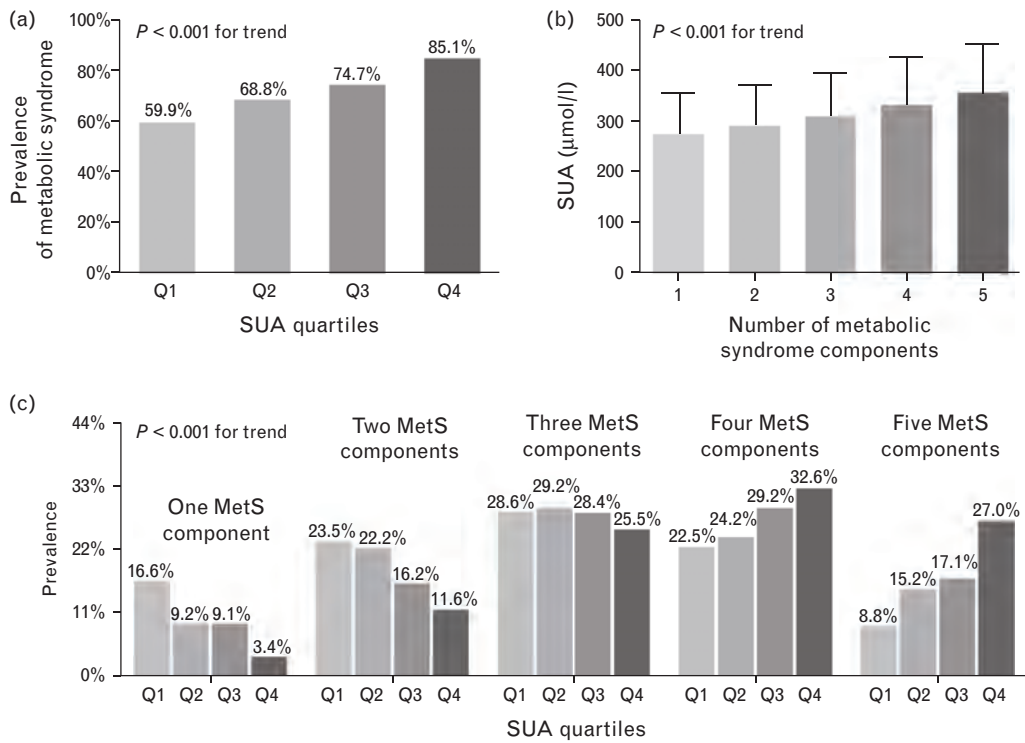 (a)
100%
80%
60%
40%
20%
0%
Prevalence
of metabolic syndrome
P < 0.001 for trend
59.9%
68.8%
74.7%
85.1%
Q1 Q2 Q3 Q4
SUA quartiles
(b)
500
400
300
200
100
0
SUA (μmol/l)
P < 0.001 for trend
1 2 3 4 5
Number of metabolic
syndrome components
(c)
44%
33%
22%
11%
0%
Prevalence
P < 0.001 for trend
One MetS
component
16.6% 9.2% 9.1% 3.4%
Two MetS
components
23.5% 22.2% 16.2% 11.6%
Three MetS
components
28.6% 29.2% 28.4% 25.5%
Four MetS
components
22.5% 24.2% 29.2% 32.6%
Five MetS
components
8.8% 15.2% 17.1% 27.0%
Q1 Q2 Q3 Q4 Q1 Q2 Q3 Q4 Q1 Q2 Q3 Q4 Q1 Q2 Q3 Q4 Q1 Q2 Q3 Q4
SUA quartiles